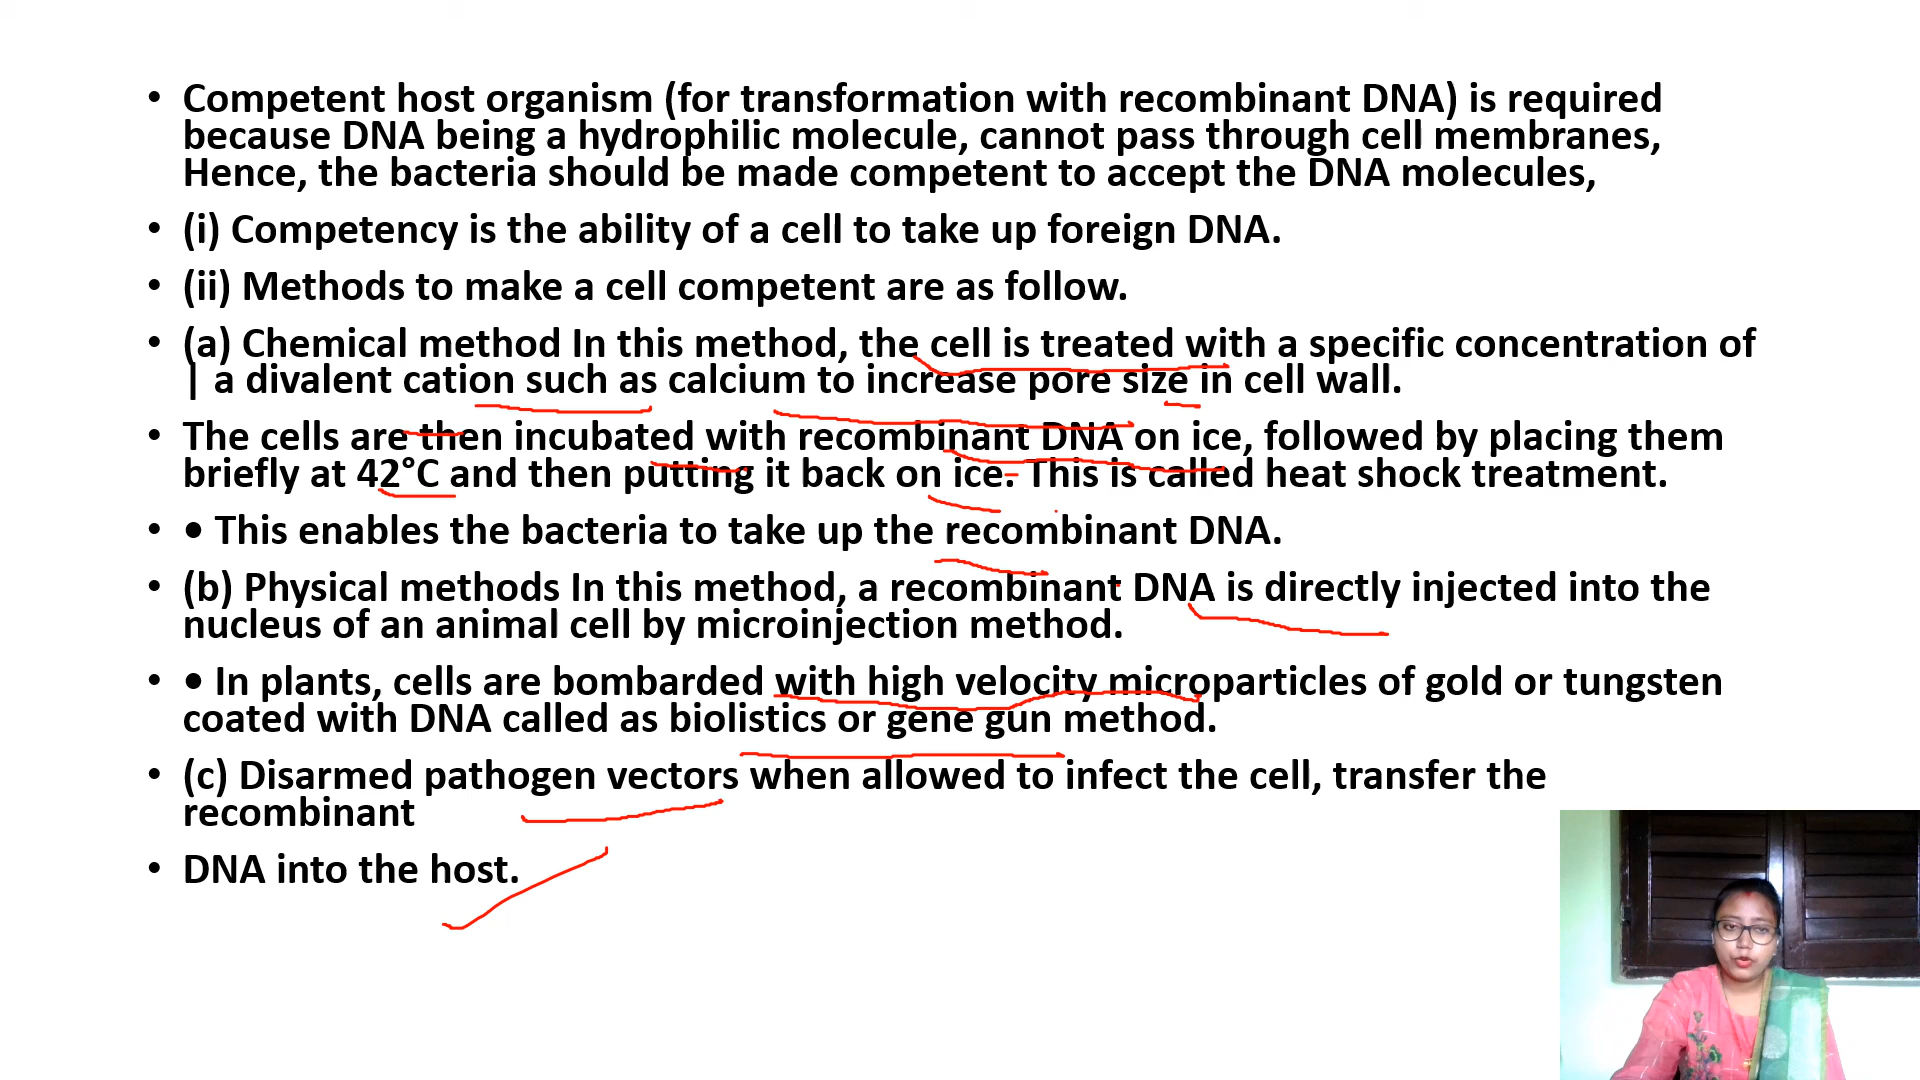 • Competent host organism (for transformation with recombinant DNA) is required
because DNA being a hydrophilic molecule, cannot pass through cell membranes,
Hence, the bacteria should be made competent to accept the DNA molecules,
• (i) Competency is the ability of a cell to take up foreign DNA.
• (ii) Methods to make a cell competent are as follow.
• (a) Chemical method In this method, the cell is treated with a specific concentration of
| a divalent cation such as calcium to increase pore size in cell wall.
• The cells are then incubated with recombinant DNA on ice, followed by placing them
briefly at 42°C and then putting it back on ice. This is called heat shock treatment.
• • This enables the bacteria to take up the recombinant DNA.
• (b) Physical methods In this method, a recombinant DNA is directly injected into the
nucleus of an animal cell by microinjection method.
• • In plants, cells are bombarded with high velocity microparticles of gold or tungsten
coated with DNA called as biolistics or gene gun method.
• (c) Disarmed pathogen vectors when allowed to infect the cell, transfer the
recombinant
• DNA into the host.